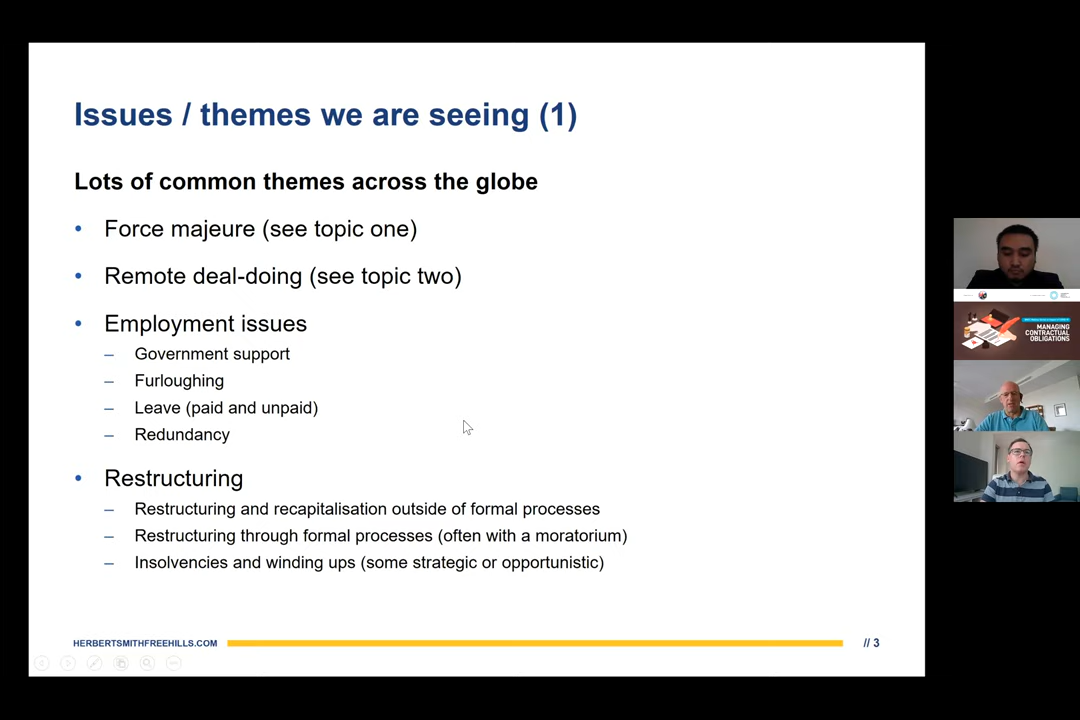 Issues / themes we are seeing (1)
Lots of common themes across the globe
• Force majeure (see topic one)
• Remote deal-doing (see topic two)
• Employment issues
– Government support
– Furloughing
– Leave (paid and unpaid)
– Redundancy
• Restructuring
– Restructuring and recapitalisation outside of formal processes
– Restructuring through formal processes (often with a moratorium)
– Insolvencies and winding ups (some strategic or opportunistic)
HERBERTSMITHFREEHILLS.COM
// 3
MANAGING
CONTRACTUAL
OBLIGATIONS